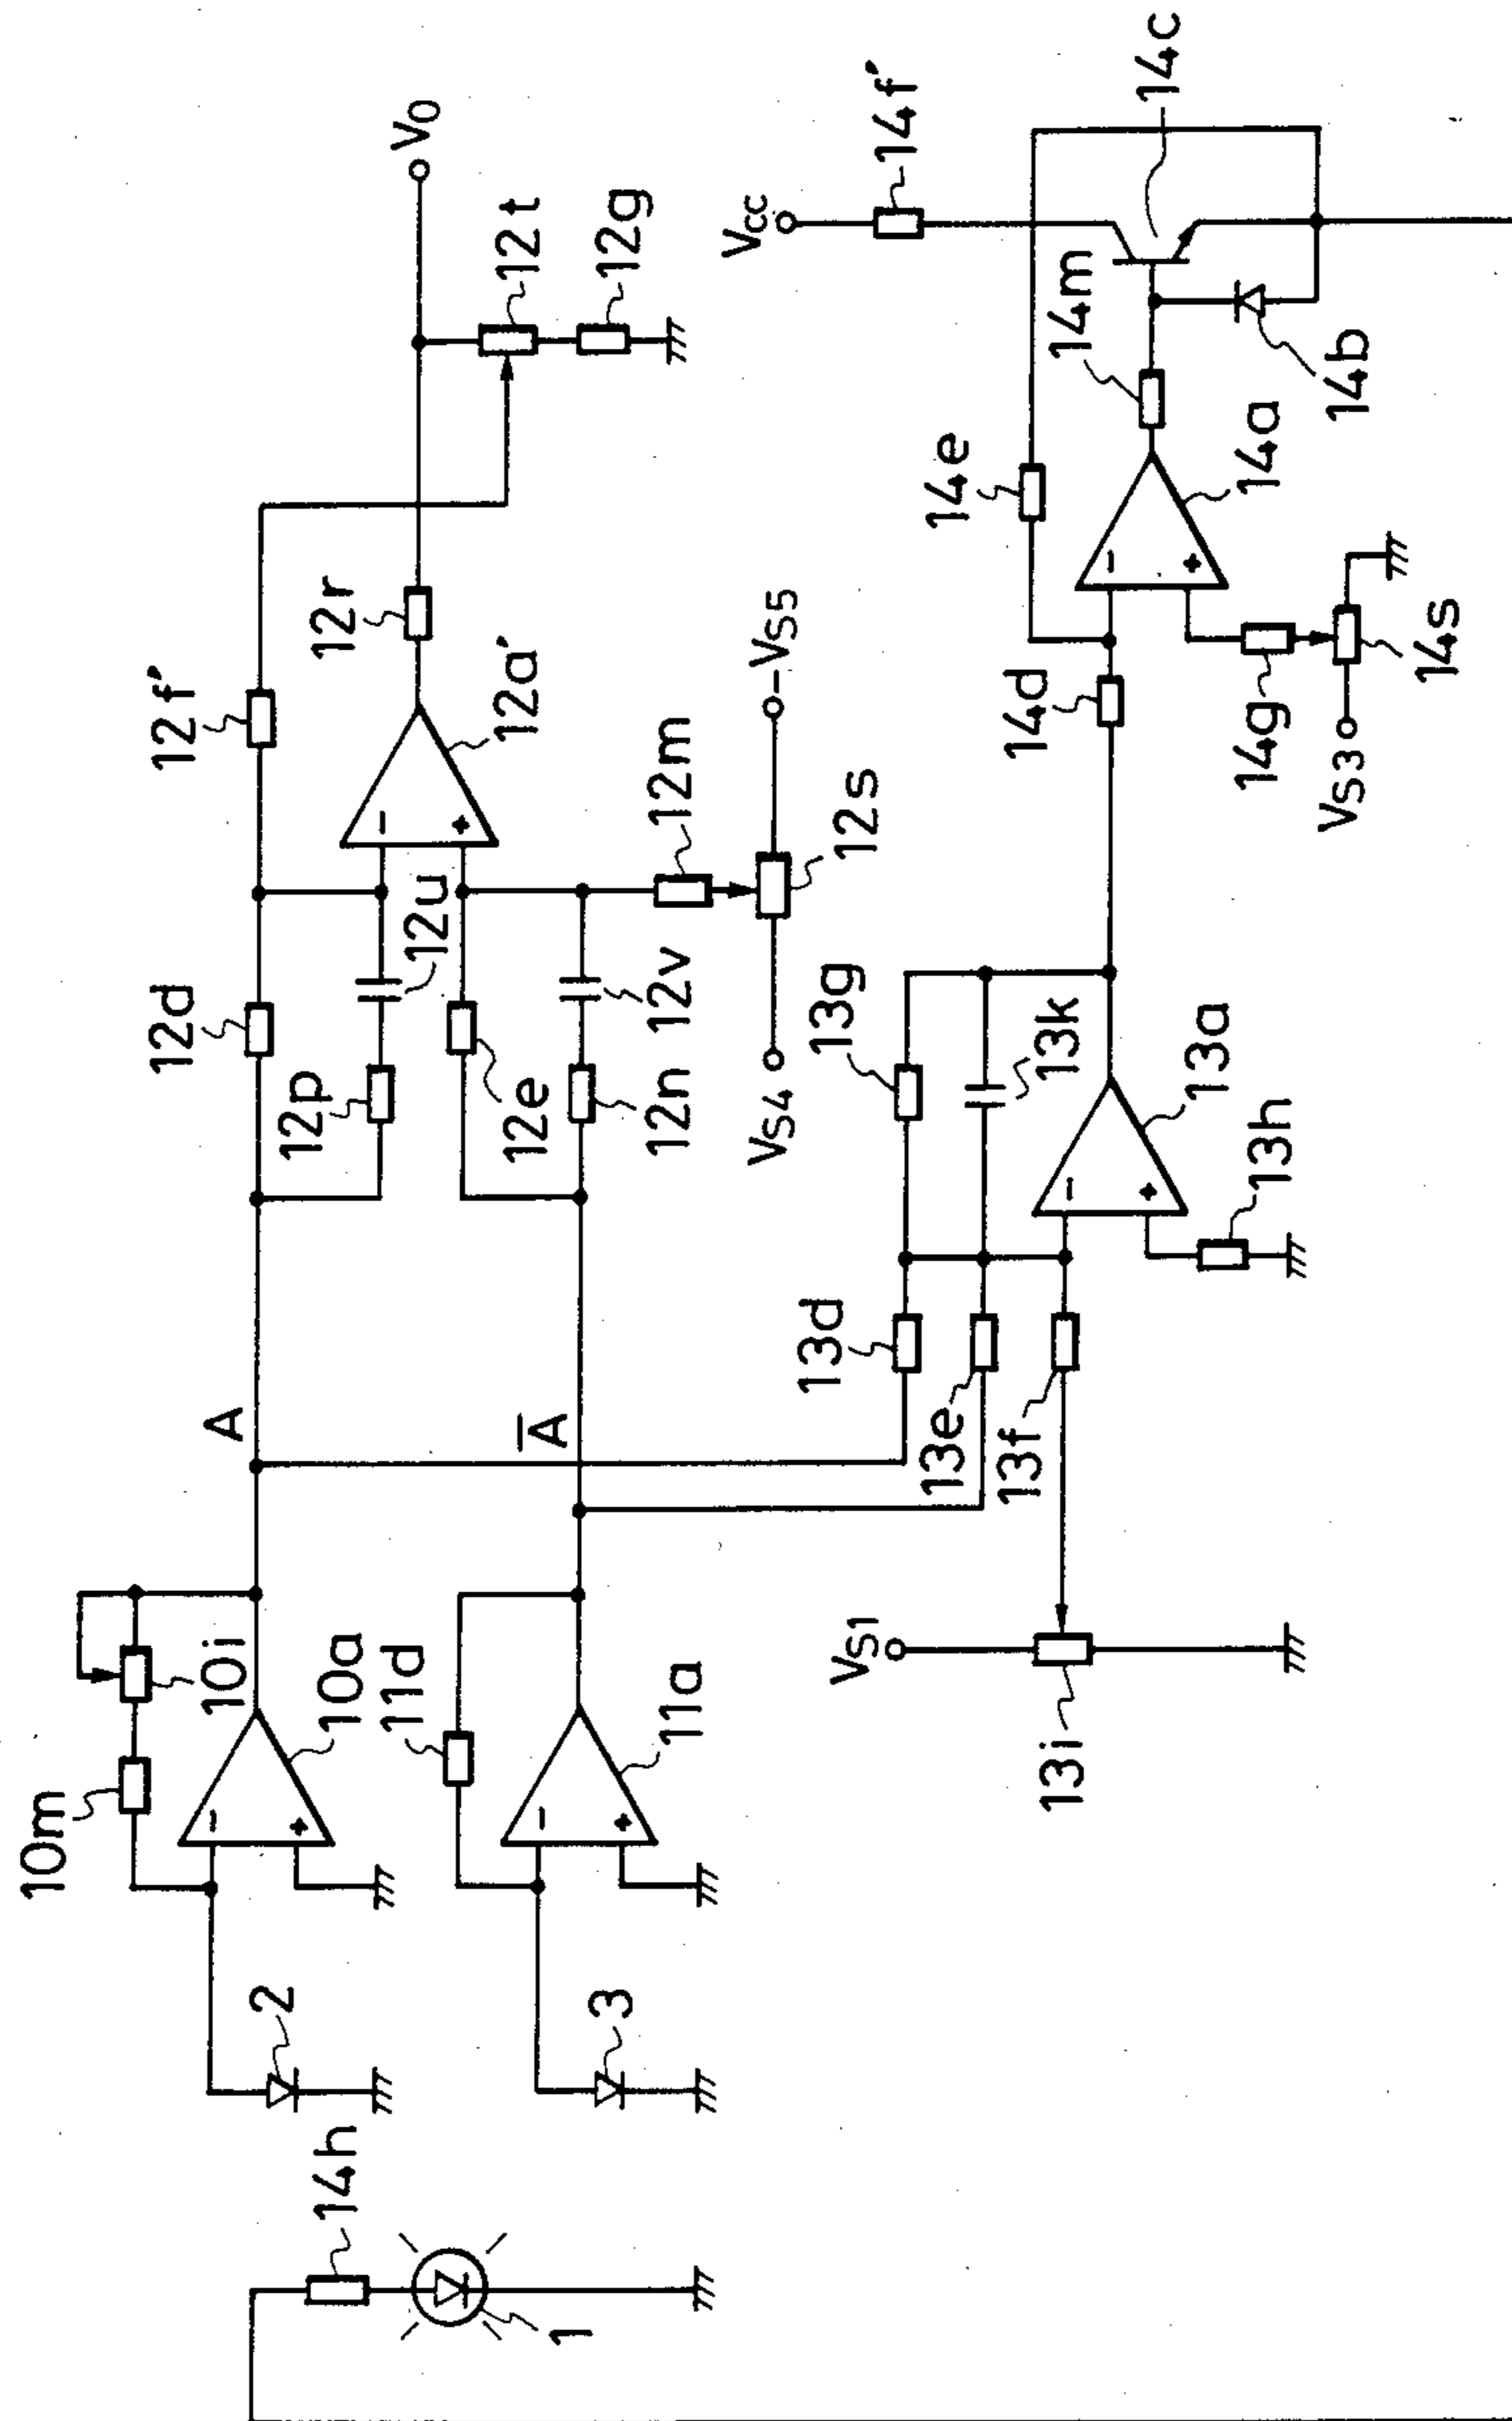 14h
1
2
3
10m
10i
10a
11d
11a
A
A̅
12d
12p
12u
12e
12n
12v
12f'
12a'
12m
12s
VS4
-VS5
12r
12t
12g
VO
VS1
13i
13d
13e
13f
13g
13k
13a
13h
14d
14e
14a
14g
14s
VS3
14m
14b
14c
14f'
VCC